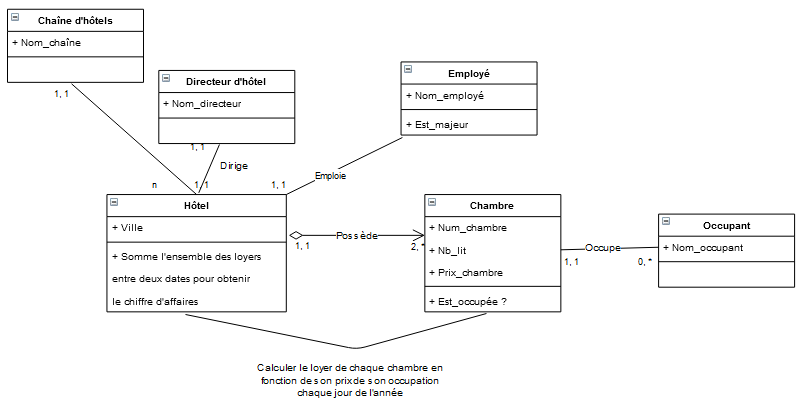 Chaîne d'hôtels
+ Nom_chaîne
1, 1
Directeur d'hôtel
+ Nom_directeur
1, 1
Dirige
Employé
+ Nom_employé
+ Est_majeur
Emploie
n
1, 1
1, 1
Hôtel
+ Ville
+ Somme l'ensemble des loyers
entre deux dates pour obtenir
le chiffre d'affaires
Possède
1, 1
2, *
Chambre
+ Num_chambre
+ Nb_lit
+ Prix_chambre
+ Est_occupée ?
Occupe
1, 1
0, *
Occupant
+ Nom_occupant
Calculer le loyer de chaque chambre en
fonction de son prix de son occupation
chaque jour de l'année